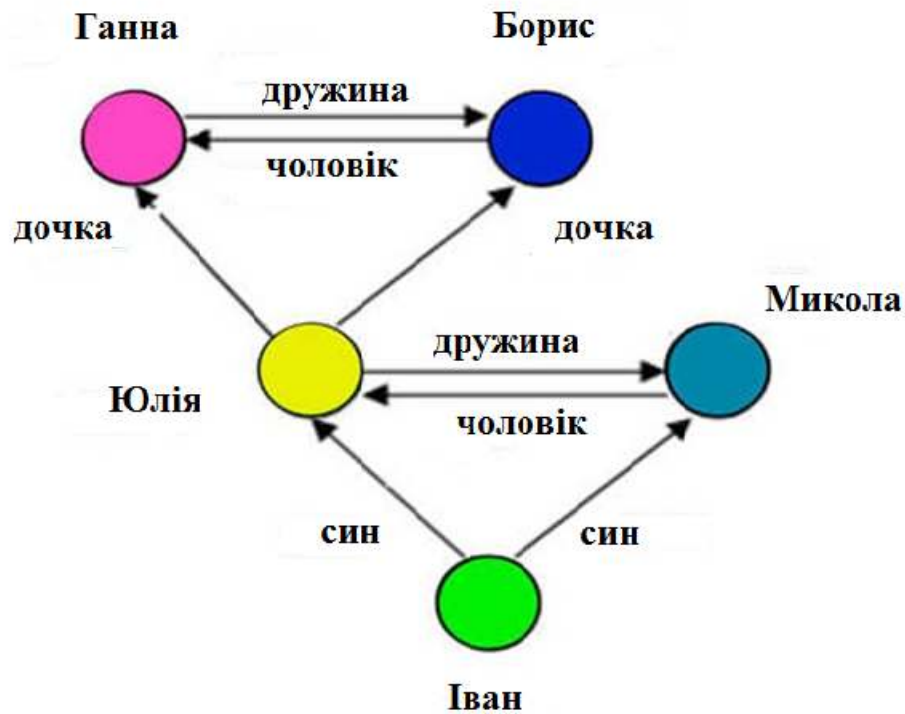 Ганна
Борис
дружина
чоловік
дочка
дочка
Микола
дружина
Юлія
чоловік
син
син
Іван